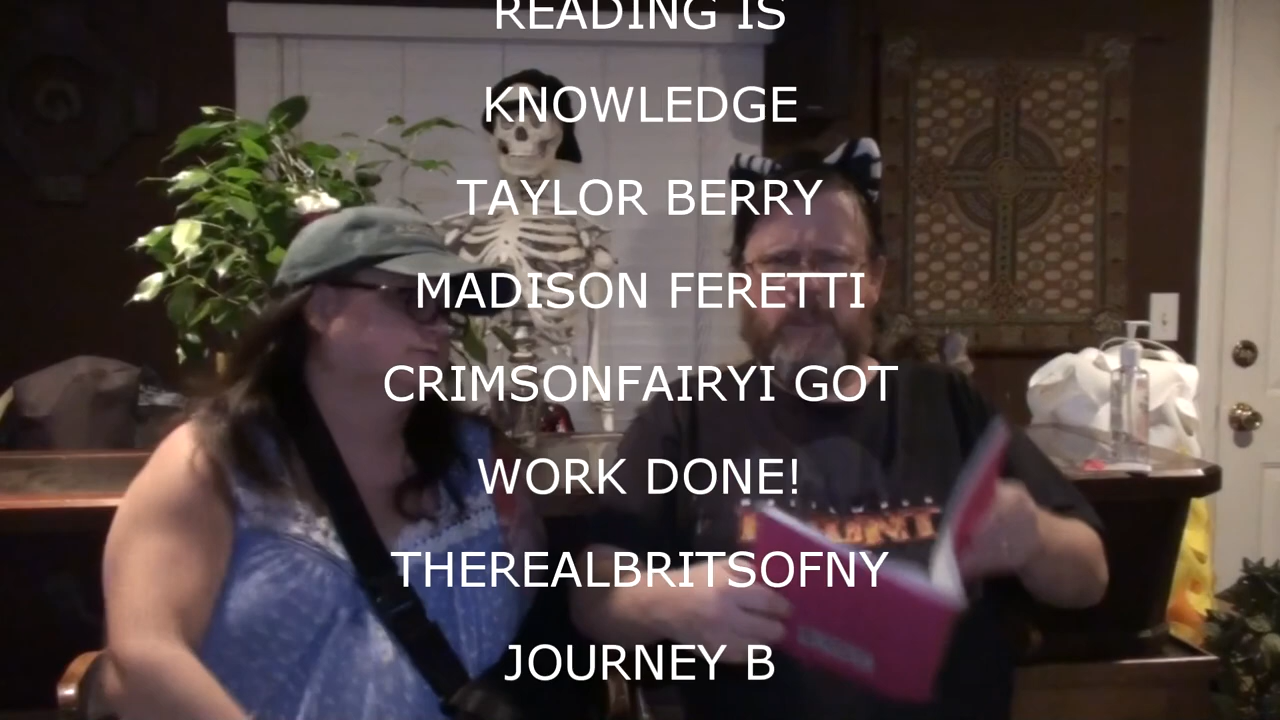 READING IS
KNOWLEDGE
TAYLOR BERRY
MADISON FERETTI
CRIMSONFAIRYI GOT
WORK DONE!
THEREALBRITSOFNY
JOURNEY B